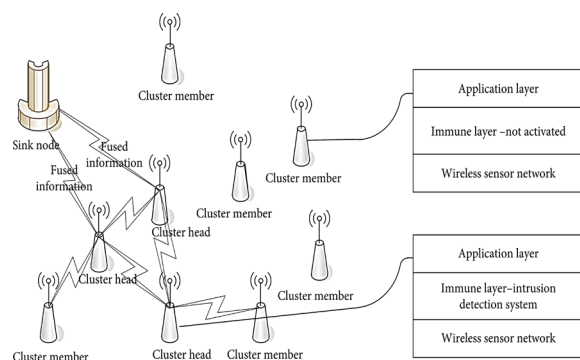 Cluster member
Sink node
Fused
information
Fused
information
Cluster member
Cluster member
Cluster head
Cluster head
Cluster member
Cluster member
Cluster head
Cluster member
Application layer
Immune layer –not activated
Wireless sensor network
Application layer
Immune layer–intrusion
detection system
Wireless sensor network